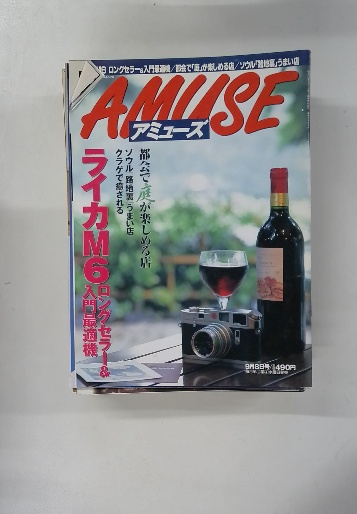 M6 ロングセラー&入門最適機/都会で「庭」が楽しめる店/ソウル「路地裏」うまい店
AMUSE
アミューズ
都会で庭が楽しめる店
ソウル「路地裏」うまい店
クラゲで癒される
ライカM6ロングセラー&
入門最適機
9月8日号 490円